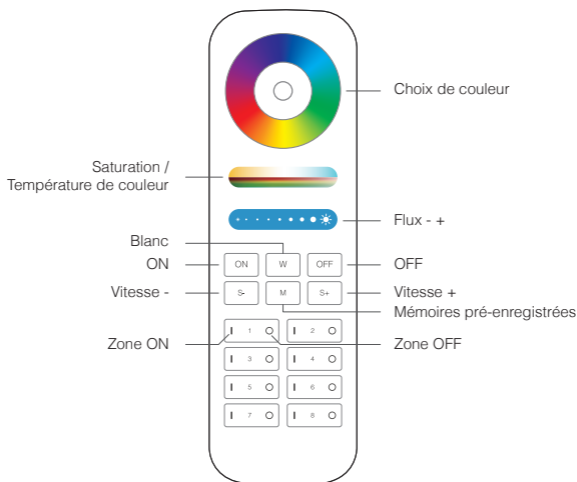 Choix de couleur
Saturation /
Température de couleur
Flux - +
Blanc
ON
ON W OFF
OFF
Vitesse -
S- M S+
Vitesse +
Mémoires pré-enregistrées
Zone ON
I 1 O I 2 O
Zone OFF
I 3 O I 4 O
I 5 O I 6 O
I 7 O I 8 O